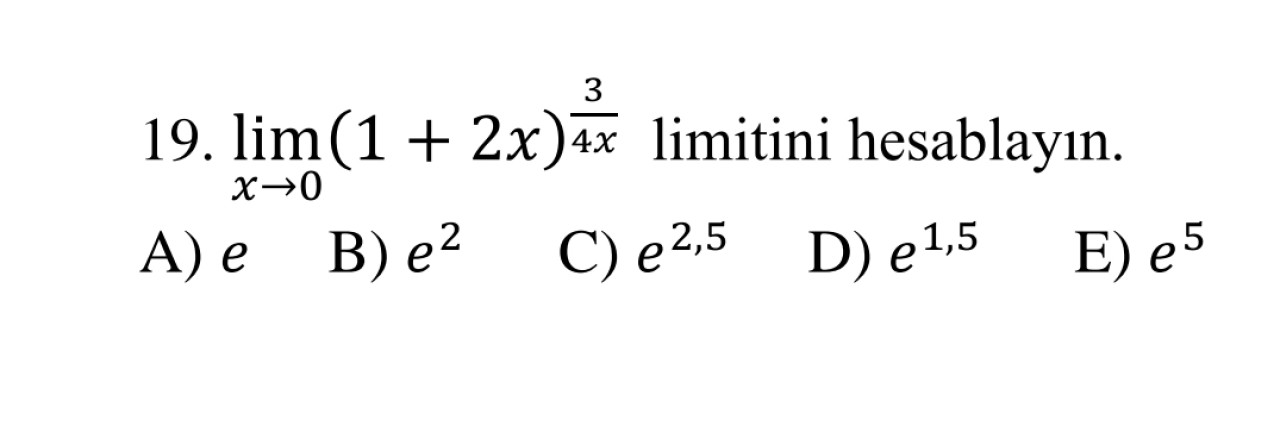 19. lim_{x→0}(1 + 2x)^{3/4x} limitini hesablayın.
A) e B) e^2 C) e^{2,5} D) e^{1,5} E) e^5